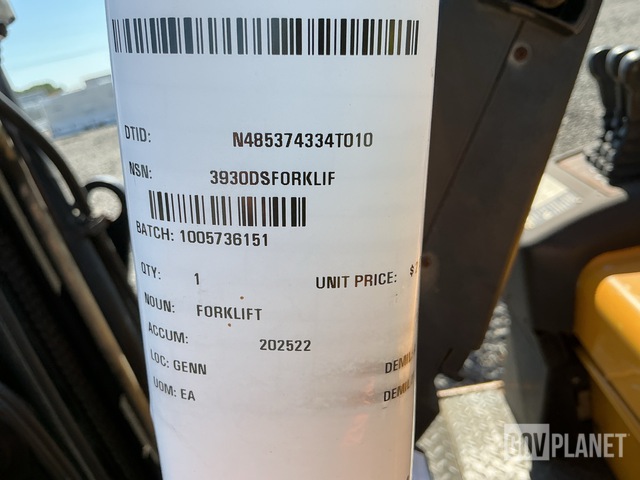 DTID: N485374334T010
NSN: 3930DSFORKLIF
BATCH: 1005736151
QTY: 1 UNIT PRICE: $
NOUN: FORKLIFT
ACCUM: 202522
LOC: GENN
UOM: EA
GOVPLANET